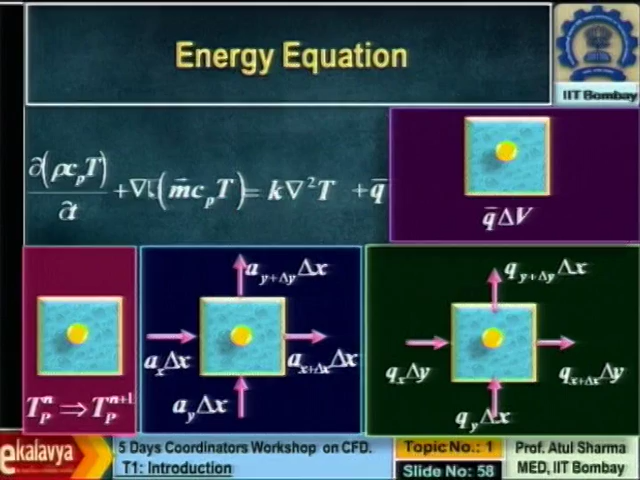 Energy Equation
IIT Bombay
∂(ρc_pT)/∂t + ∇.(m̄c_pT) = k∇²T + q̄
q̄ΔV
a_{y+Δy}Δx
q_{y+Δy}Δx
a_xΔx
a_{x+Δx}Δx
q_xΔy
q_{x+Δx}Δy
T_P^n ⇒ T_P^{n+1}
a_yΔx
q_yΔx
ekalavya
5 Days Coordinators Workshop on CFD.
T1: Introduction
Topic No.: 1
Slide No: 58
Prof. Atul Sharma
MED, IIT Bombay